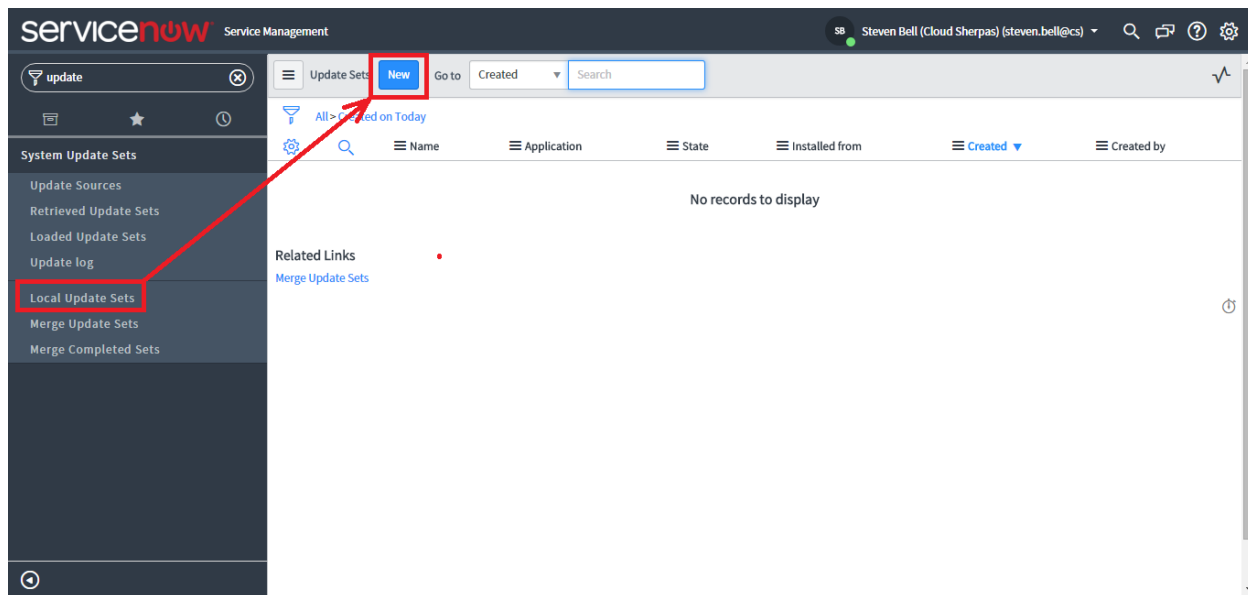 servicenow Service Management
SB Steven Bell (Cloud Sherpas) (steven.bell@cs)
update
Update Sets New Go to Created Search
All > Created on Today
Name Application State Installed from Created Created by
No records to display
Related Links
Merge Update Sets
System Update Sets
Update Sources
Retrieved Update Sets
Loaded Update Sets
Update log
Local Update Sets
Merge Update Sets
Merge Completed Sets